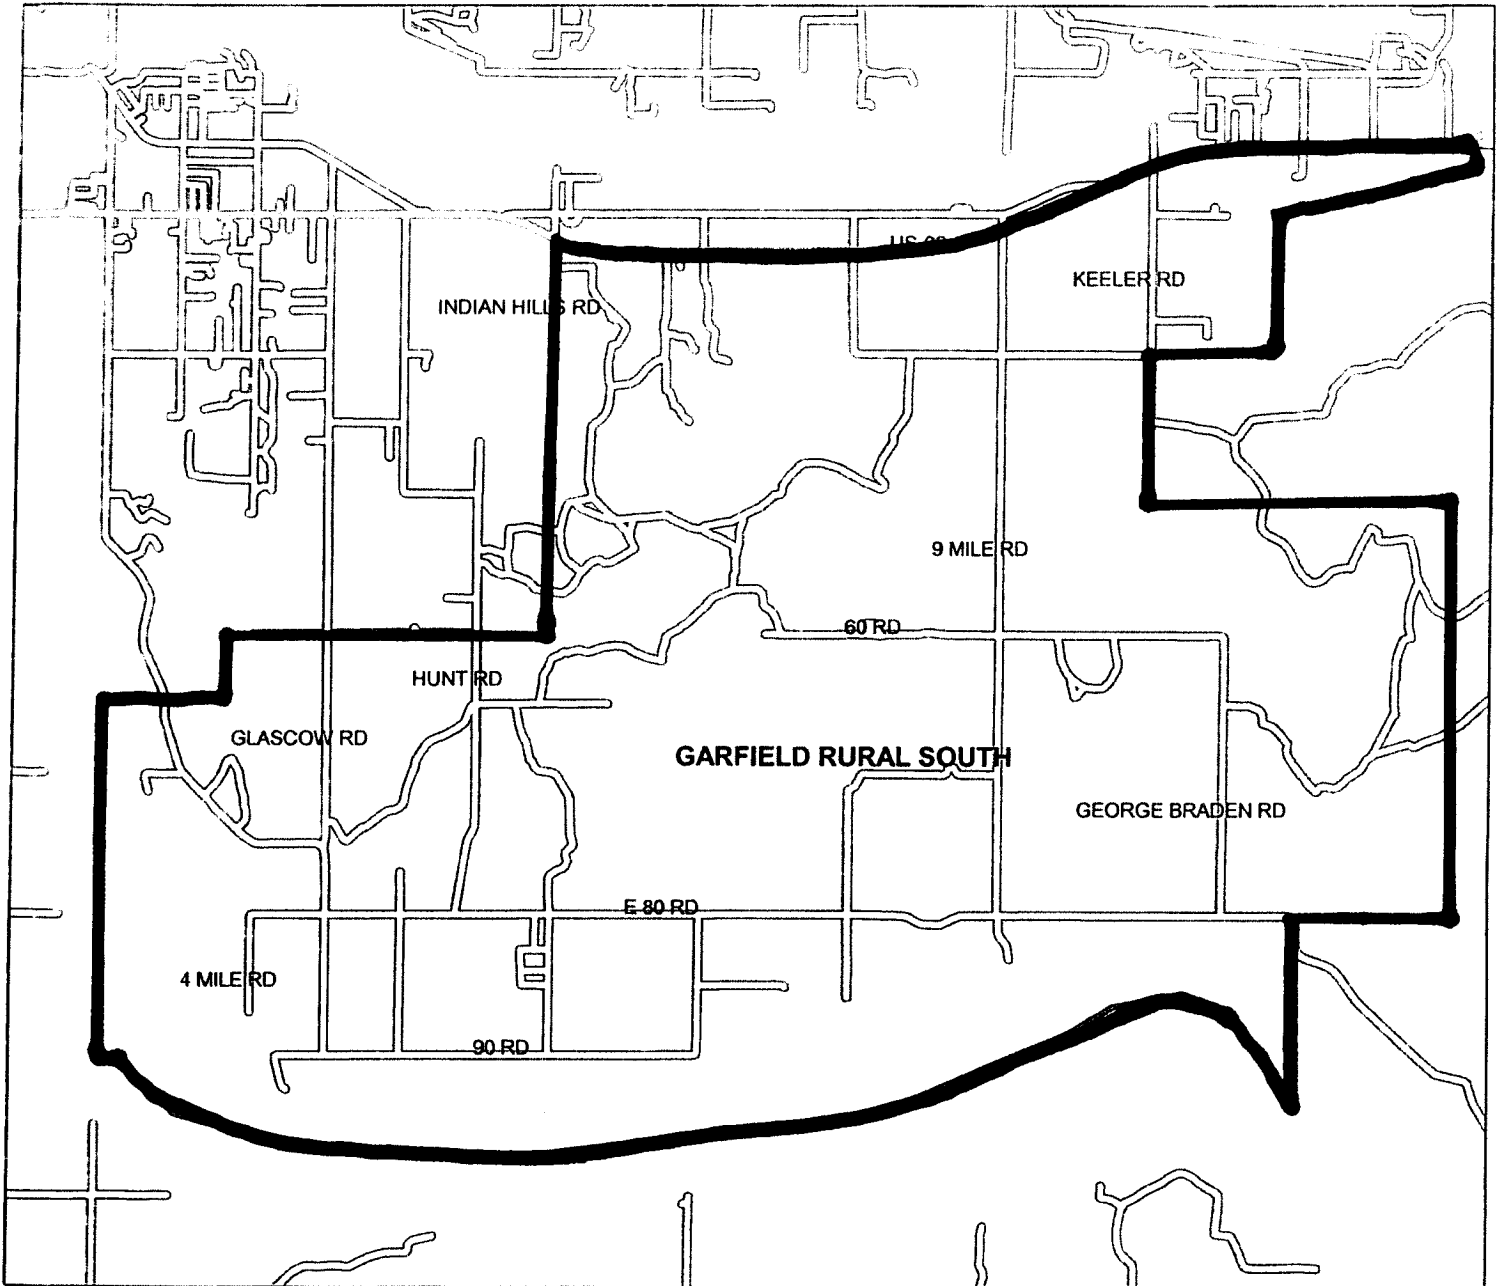 KEELER RD
INDIAN HILLS RD
9 MILE RD
60 RD
HUNT RD
GLASCOW RD
GARFIELD RURAL SOUTH
GEORGE BRADEN RD
E 80 RD
4 MILE RD
90 RD